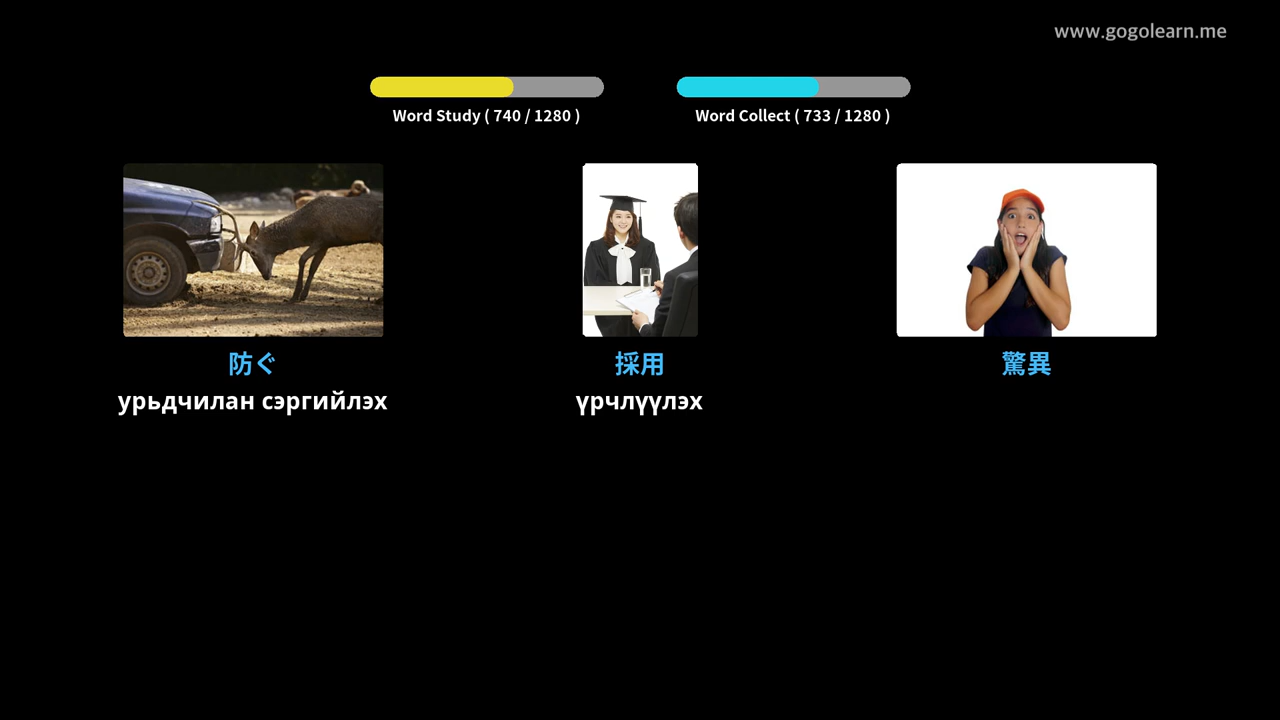 www.gogolearn.me
Word Study ( 740 / 1280 )
Word Collect ( 733 / 1280 )
防ぐ
採用
驚異
урьдчилан сэргийлэх
үрчлүүлэх